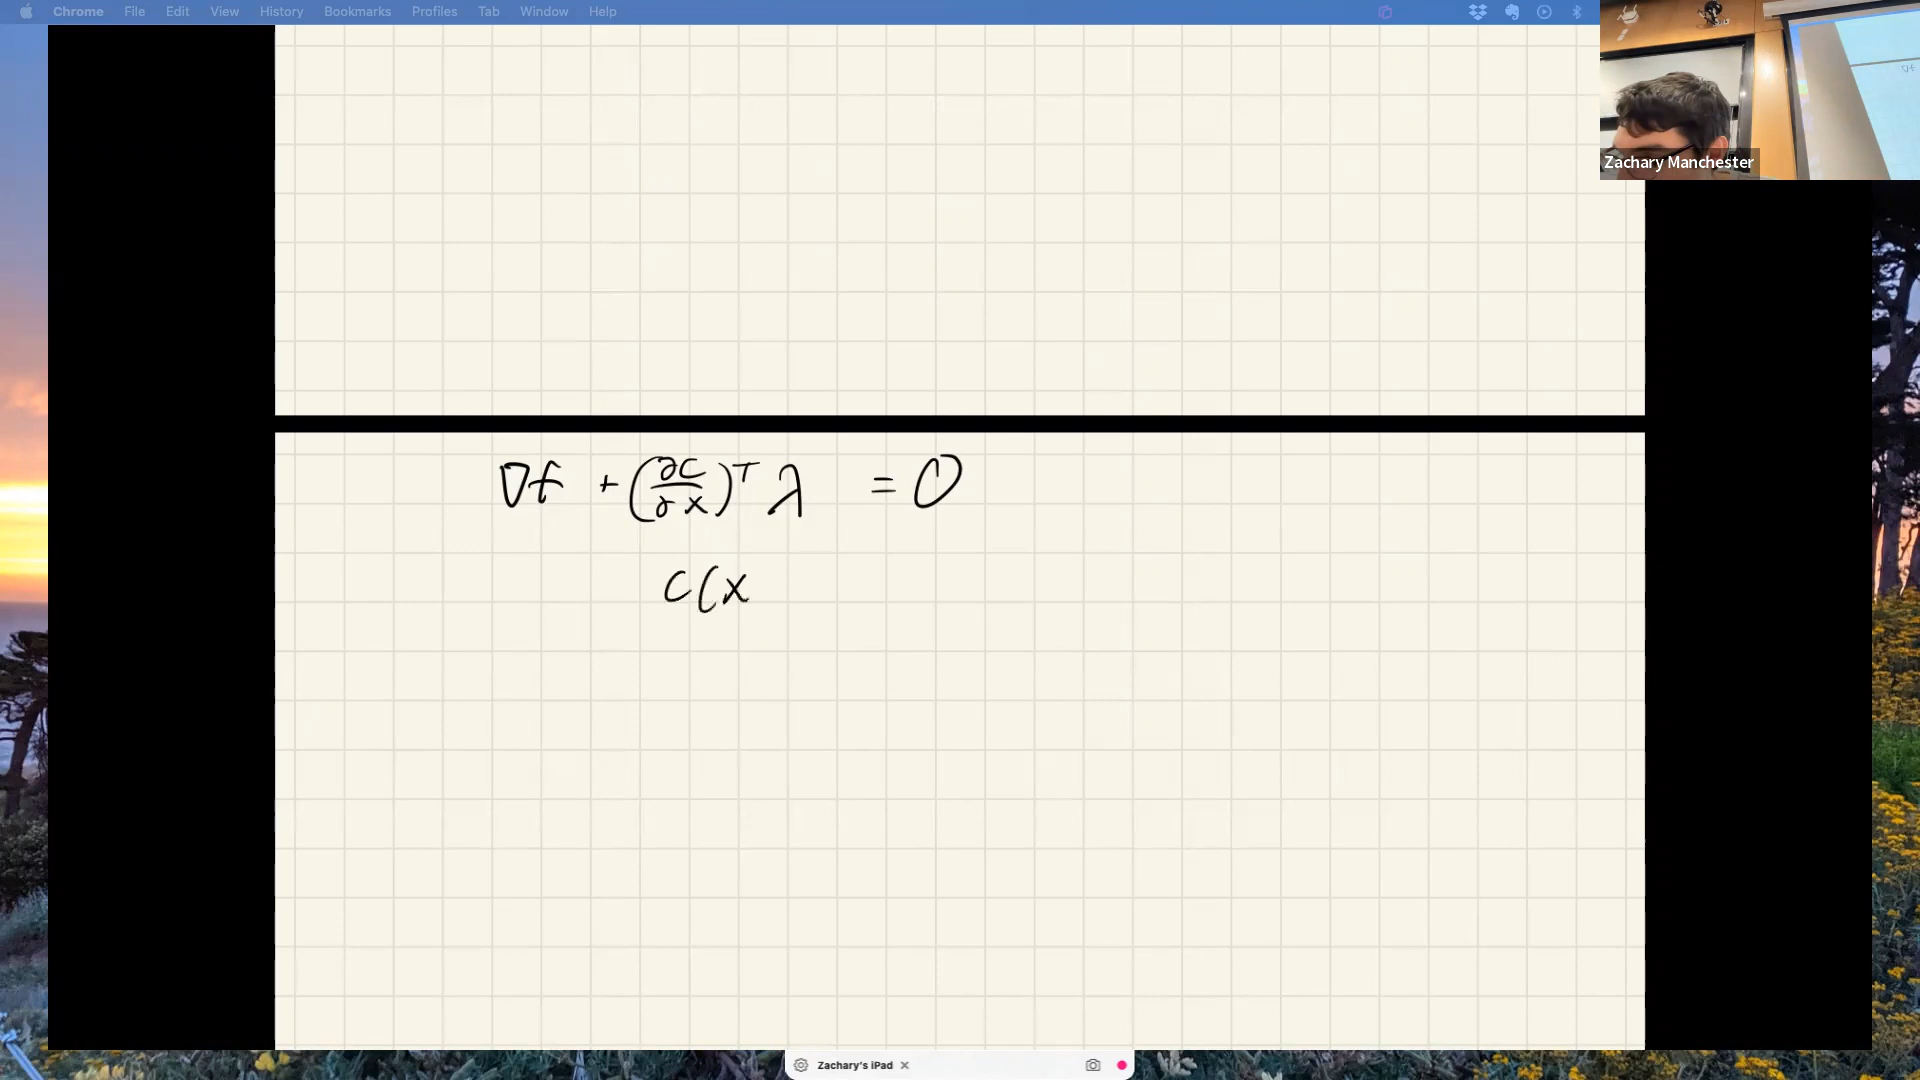 Chrome File Edit View History Bookmarks Profiles Tab Window Help
Zachary Manchester
∇f + (∂C/∂x)ᵀ λ = 0
C(x
Zachary's iPad